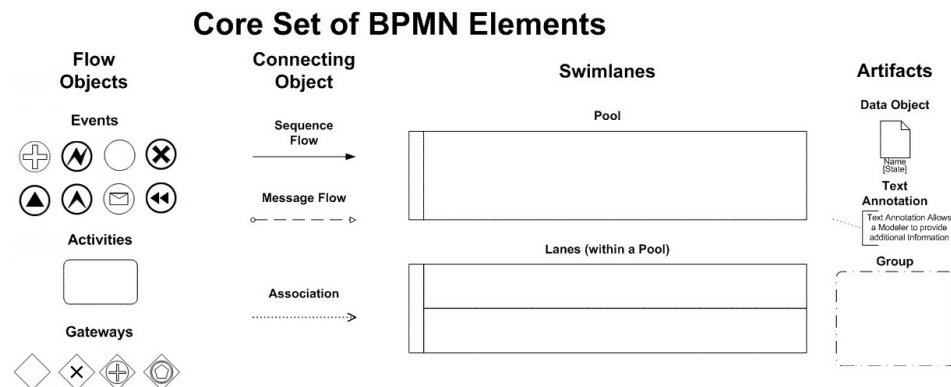 Core Set of BPMN Elements
Flow
Objects
Events
Activities
Gateways
Connecting
Object
Sequence
Flow
Message Flow
Association
Swimlanes
Pool
Lanes (within a Pool)
Artifacts
Data Object
Name
[State]
Text
Annotation
Text Annotation Allows
a Modeler to provide
additional Information
Group